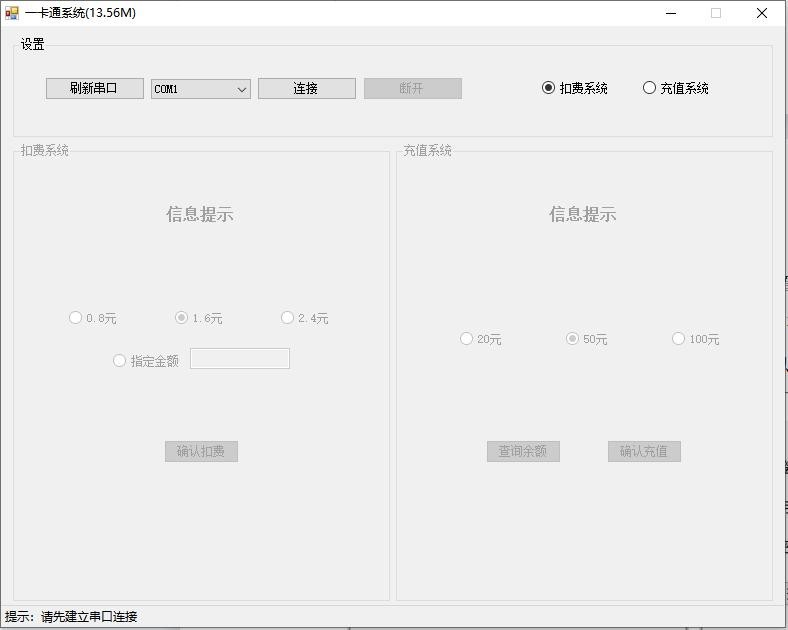 一卡通系统(13.56M)
设置
刷新串口 COM1 连接 断开 扣费系统 充值系统
扣费系统
信息提示
0.8元 1.6元 2.4元
指定金额
确认扣费
充值系统
信息提示
20元 50元 100元
查询余额 确认充值
提示：请先建立串口连接